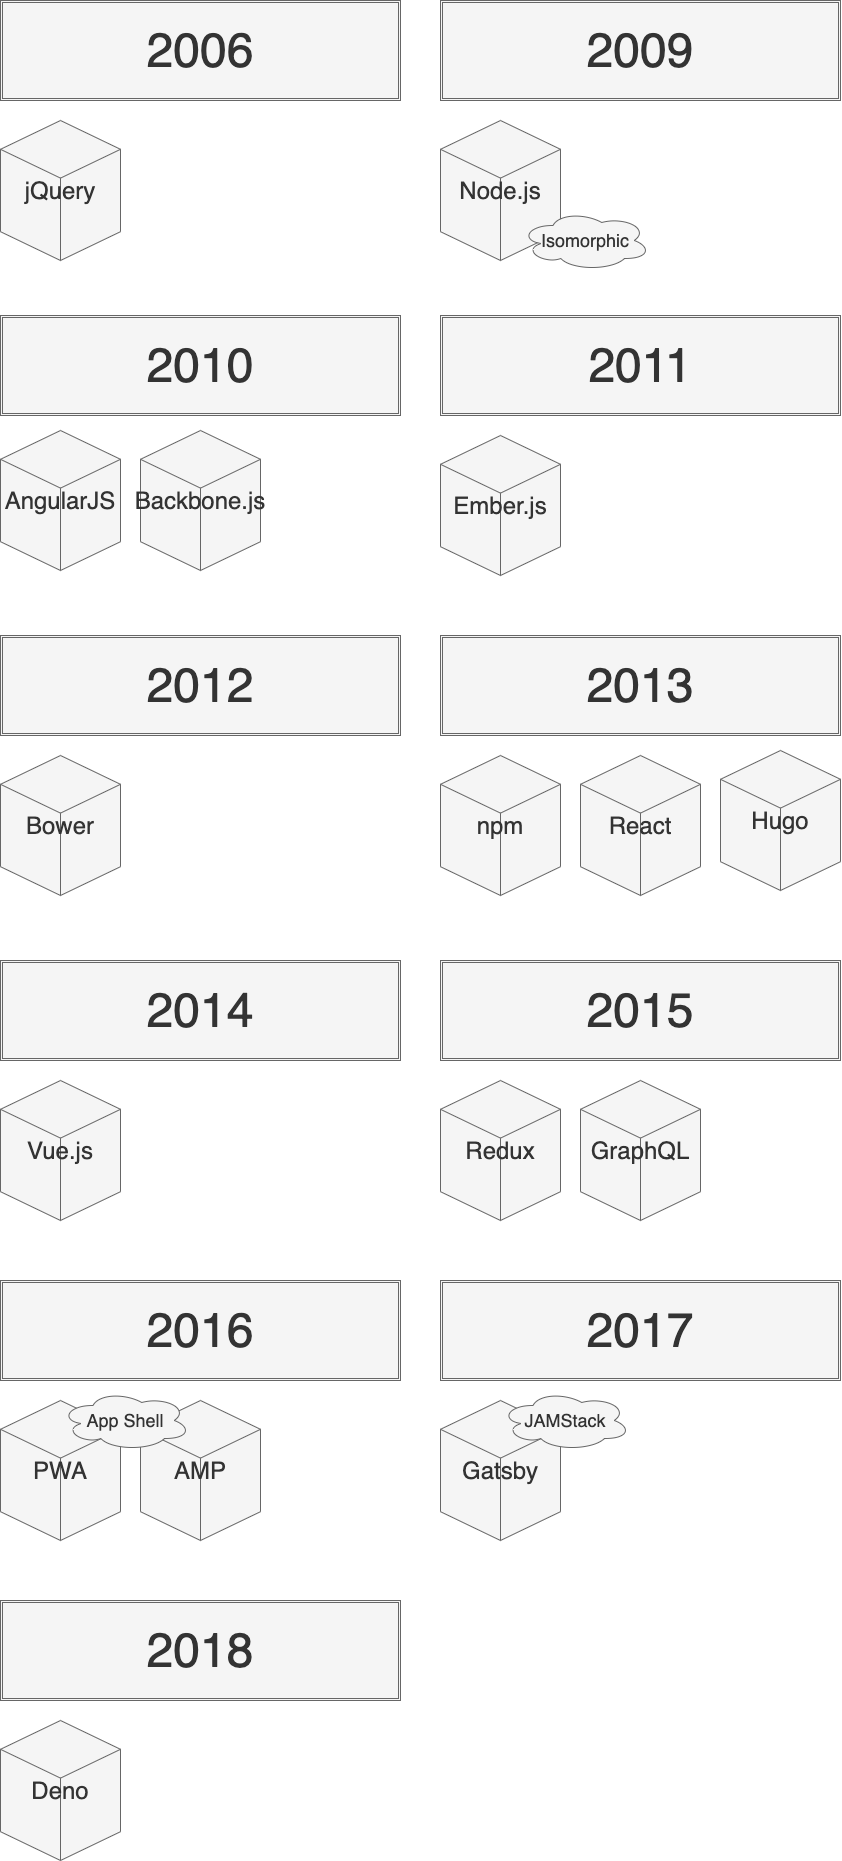 2006
2009
jQuery
Node.js
Isomorphic
2010
2011
AngularJS
Backbone.js
Ember.js
2012
2013
Bower
npm
React
Hugo
2014
2015
Vue.js
Redux
GraphQL
2016
2017
App Shell
PWA
AMP
JAMStack
Gatsby
2018
Deno